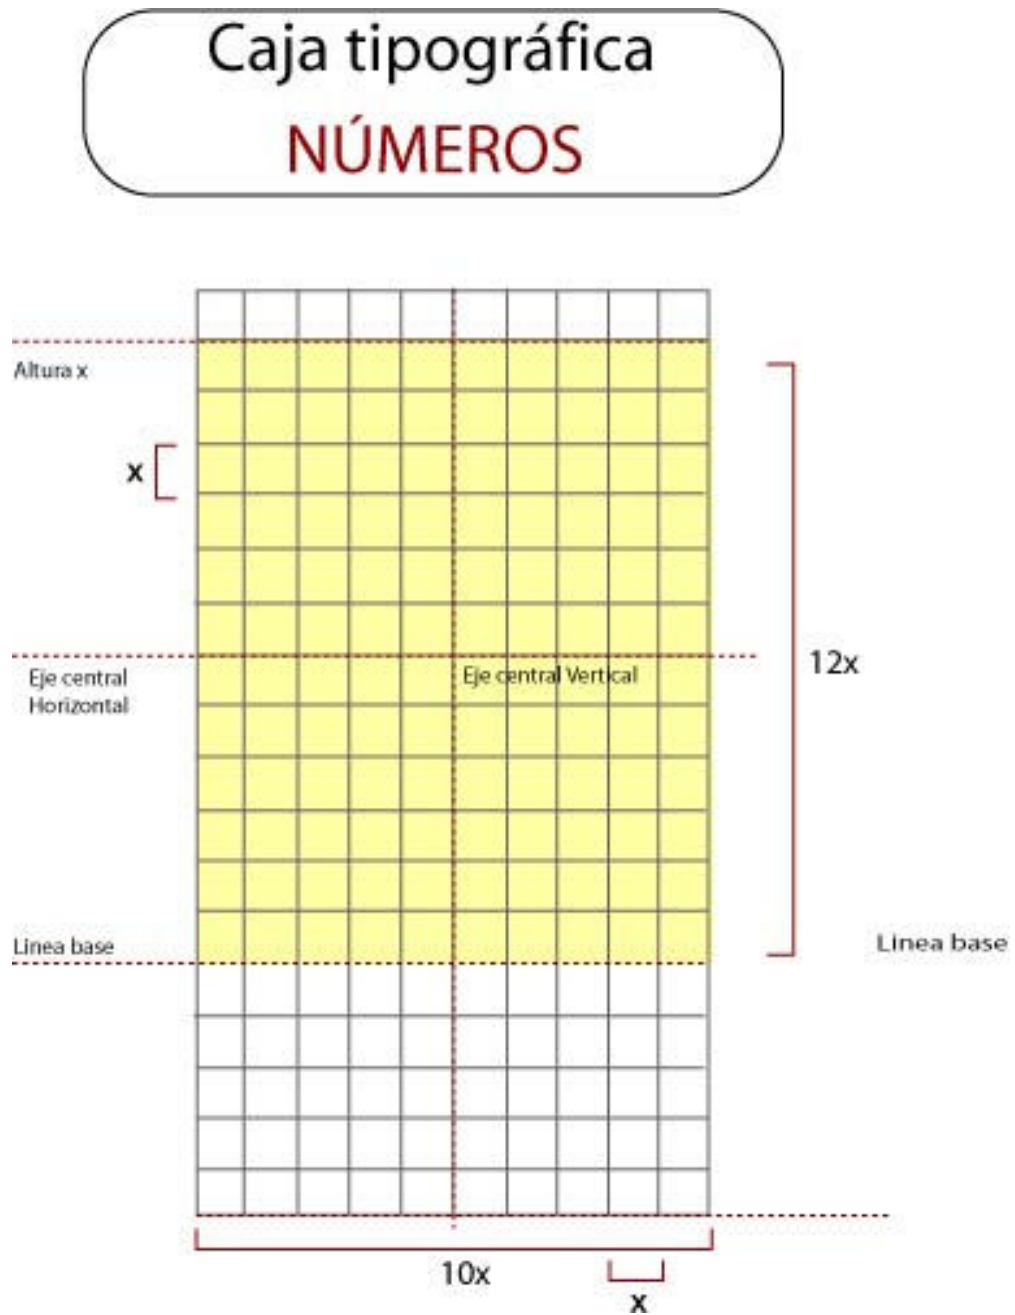 Caja tipográfica
NÚMEROS
Altura x
x
Eje central
Horizontal
Eje central Vertical
12x
Linea base
Linea base
10x
x